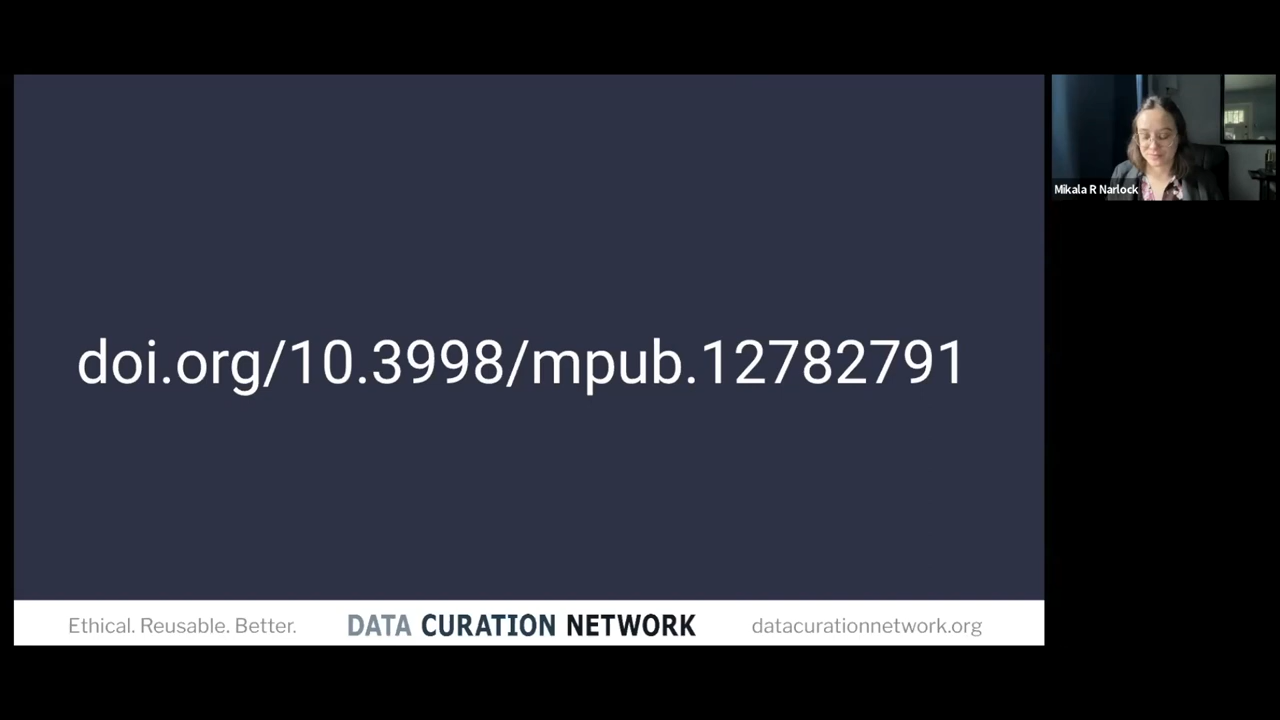 doi.org/10.3998/mpub.12782791
Mikala R Narlock
Ethical. Reusable. Better.
DATA CURATION NETWORK
datacurationnetwork.org